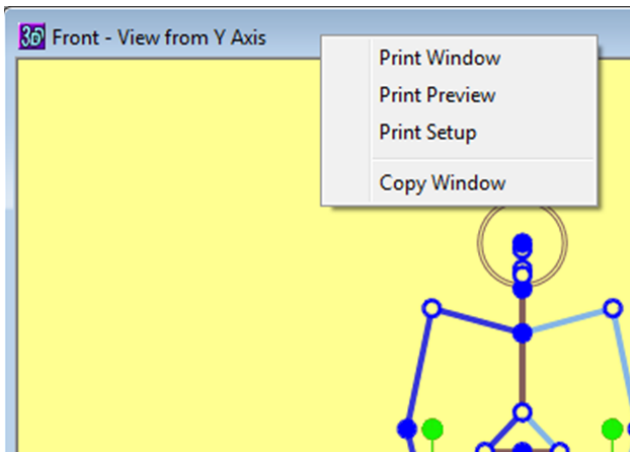 3D Front - View from Y Axis
Print Window
Print Preview
Print Setup
Copy Window